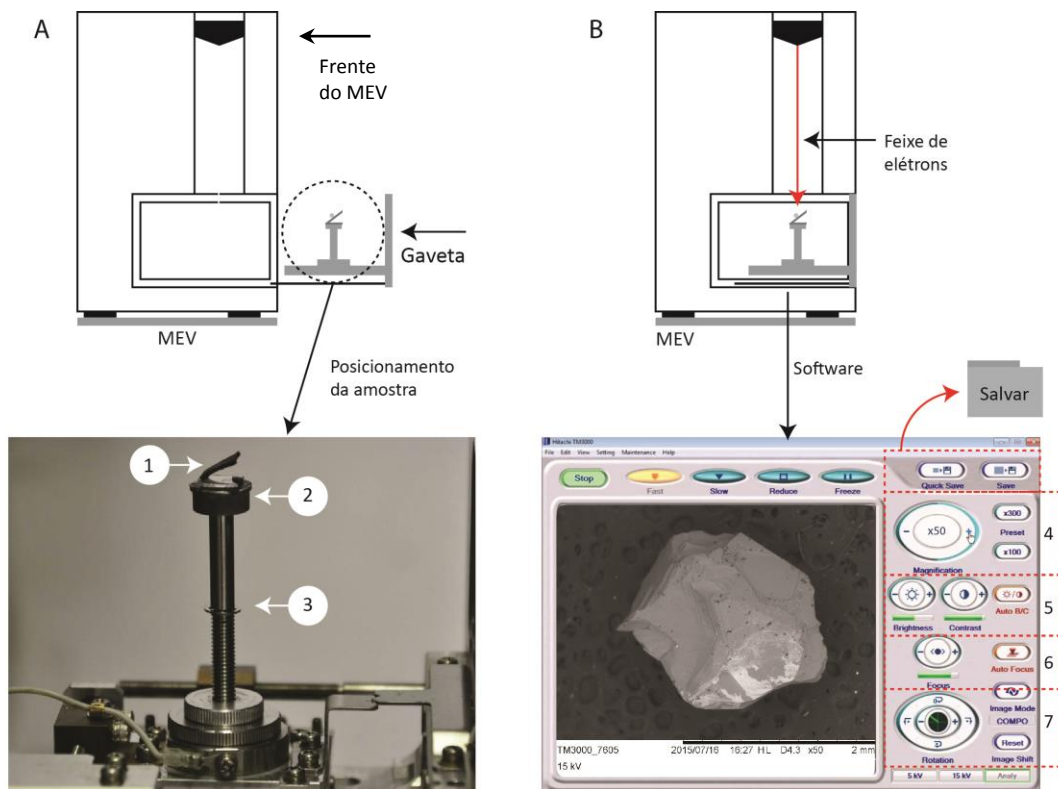 A
B
Frente
do MEV
Feixe de
elétrons
Gaveta
MEV
MEV
Posicionamento
da amostra
Software
Salvar
1
2
3
Hitachi TM3000
File Edit View Setting Maintenance Help
Stop
Fast
Slow
Reduce
Freeze
Quick Save
Save
x50
x300
Preset
x100
Magnification
4
Brightness
Contrast
Auto B/C
5
Focus
Auto Focus
6
Image Mode
COMPO
Reset
Image Shift
Rotation
7
TM3000_7605 2015/07/16 16:27 HL D4.3 x50 2 mm
15 kV
5 kV
15 kV
Analy